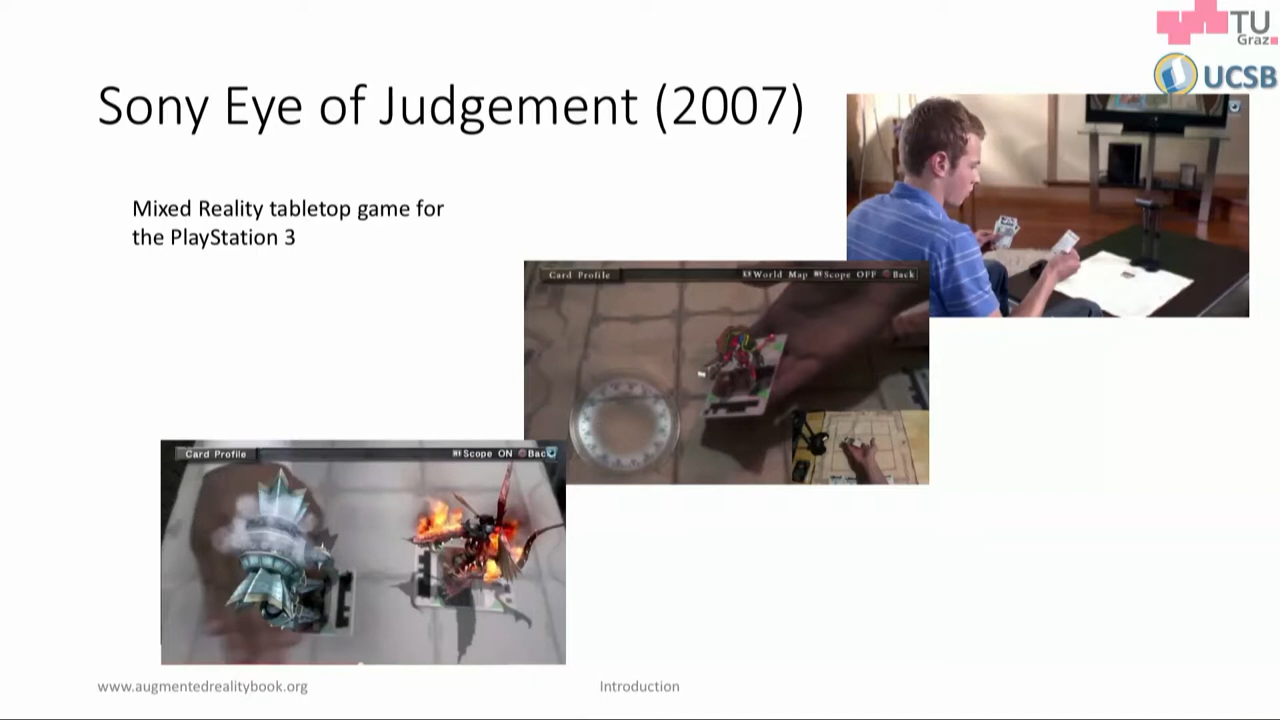 TU
Graz
UCSB
Sony Eye of Judgement (2007)
Mixed Reality tabletop game for
the PlayStation 3
Card Profile
World Map
Scope OFF
Back
Card Profile
Scope ON
Bac
www.augmentedrealitybook.org
Introduction